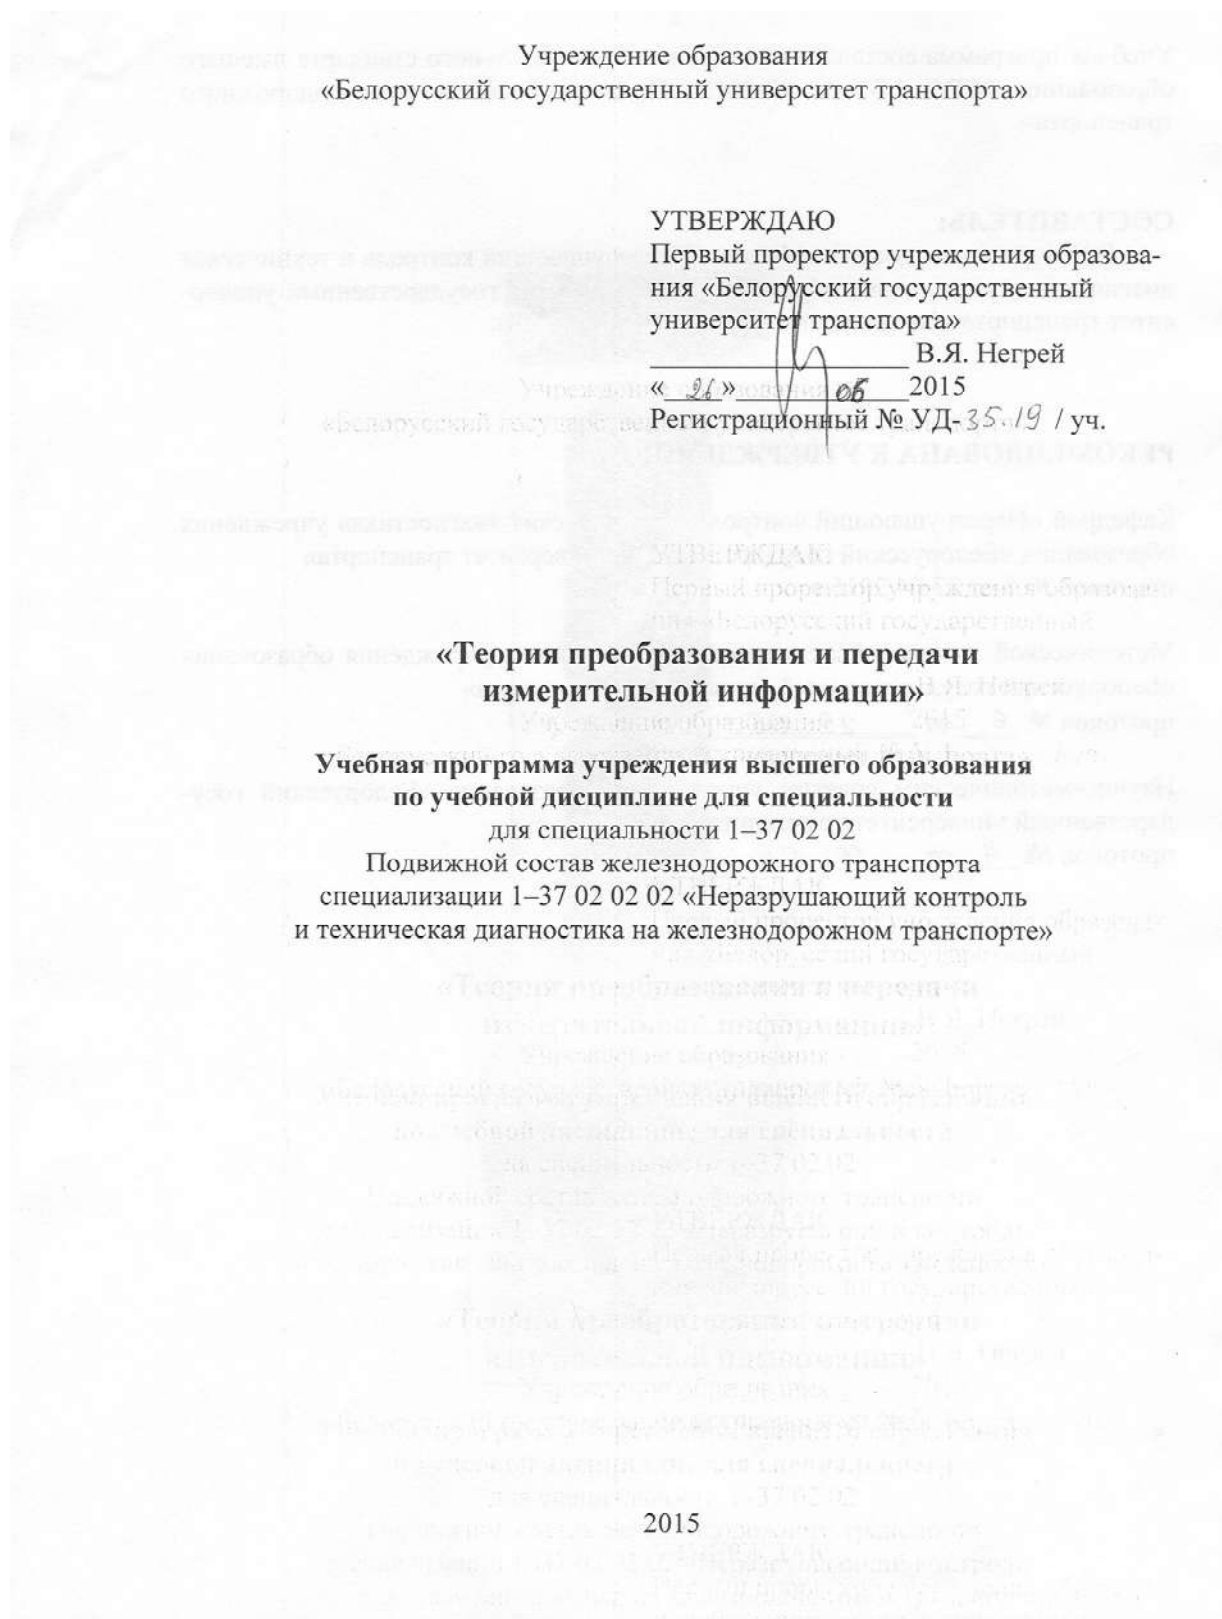 Учреждение образования
«Белорусский государственный университет транспорта»
УТВЕРЖДАЮ
Первый проректор учреждения образова-
ния «Белорусский государственный
университет транспорта»
В.Я. Негрей
« 26 » 06 2015
Регистрационный № УД-35.19 / уч.
«Теория преобразования и передачи
измерительной информации»
Учебная программа учреждения высшего образования
по учебной дисциплине для специальности
для специальности 1–37 02 02
Подвижной состав железнодорожного транспорта
специализации 1–37 02 02 02 «Неразрушающий контроль
и техническая диагностика на железнодорожном транспорте»
2015